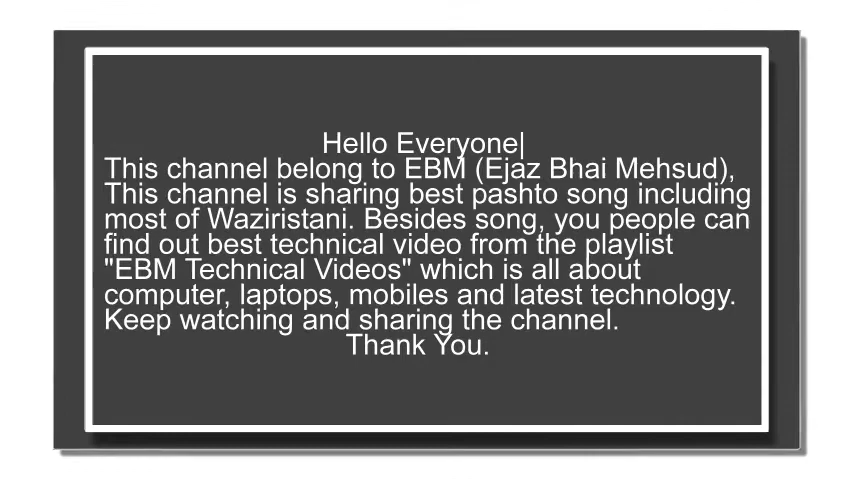 Hello Everyone|
This channel belong to EBM (Ejaz Bhai Mehsud),
This channel is sharing best pashto song including
most of Waziristani. Besides song, you people can
find out best technical video from the playlist
"EBM Technical Videos" which is all about
computer, laptops, mobiles and latest technology.
Keep watching and sharing the channel.
Thank You.